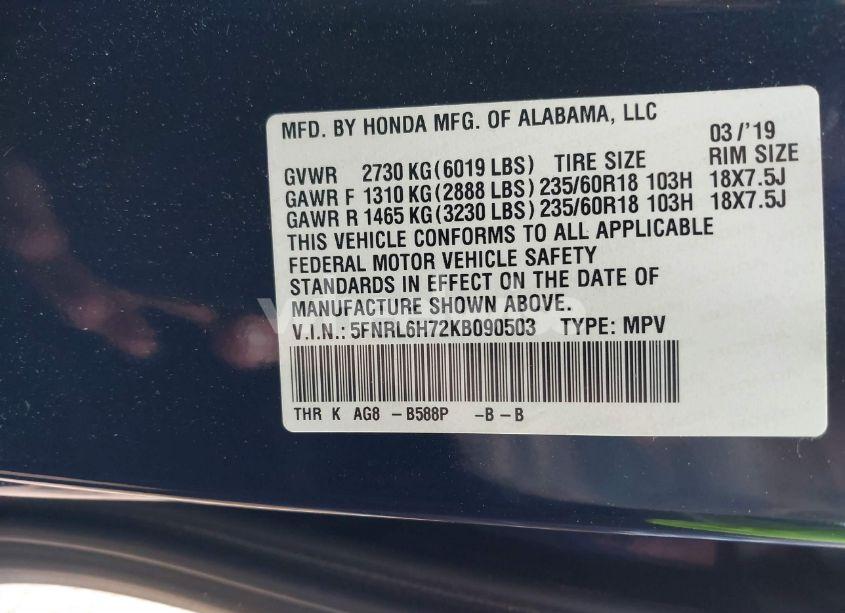 MFD. BY HONDA MFG. OF ALABAMA, LLC 03/'19
GVWR 2730 KG(6019 LBS) TIRE SIZE RIM SIZE
GAWR F 1310 KG(2888 LBS) 235/60R18 103H 18X7.5J
GAWR R 1465 KG(3230 LBS) 235/60R18 103H 18X7.5J
THIS VEHICLE CONFORMS TO ALL APPLICABLE
FEDERAL MOTOR VEHICLE SAFETY
STANDARDS IN EFFECT ON THE DATE OF
MANUFACTURE SHOWN ABOVE.
V.I.N.: 5FNRL6H72KB090503 TYPE: MPV
THR K AG8 -B588P -B-B